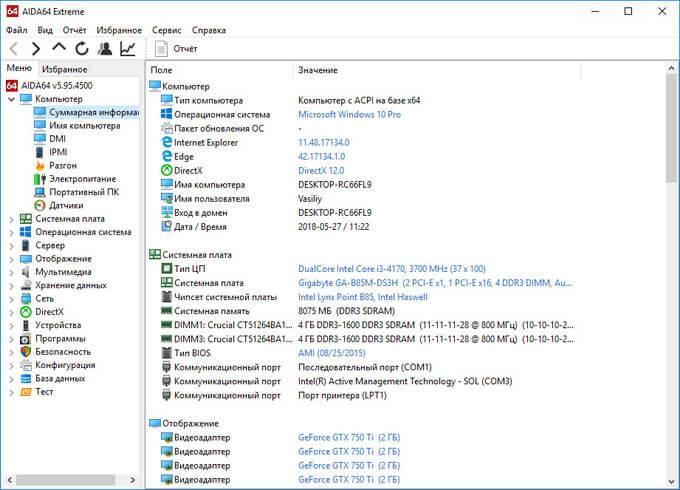 64 AIDA64 Extreme
Файл Вид Отчёт Избранное Сервис Справка
Отчёт
Меню Избранное
64 AIDA64 v5.95.4500
Компьютер
Суммарная информа
Имя компьютера
DMI
IPMI
Разгон
Электропитание
Портативный ПК
Датчики
Системная плата
Операционная система
Сервер
Отображение
Мультимедиа
Хранение данных
Сеть
DirectX
Устройства
Программы
Безопасность
Конфигурация
База данных
Тест
Поле Значение
Компьютер
Тип компьютера Компьютер с ACPI на базе x64
Операционная система Microsoft Windows 10 Pro
Пакет обновления ОС -
Internet Explorer 11.48.17134.0
Edge 42.17134.1.0
DirectX DirectX 12.0
Имя компьютера DESKTOP-RC66FL9
Имя пользователя Vasiliy
Вход в домен DESKTOP-RC66FL9
Дата / Время 2018-05-27 / 11:22
Системная плата
Тип ЦП DualCore Intel Core i3-4170, 3700 MHz (37 x 100)
Системная плата Gigabyte GA-B85M-DS3H (2 PCI-E x1, 1 PCI-E x16, 4 DDR3 DIMM, Au...
Чипсет системной платы Intel Lynx Point B85, Intel Haswell
Системная память 8075 МБ (DDR3 SDRAM)
DIMM1: Crucial CT51264BA1... 4 ГБ DDR3-1600 DDR3 SDRAM (11-11-11-28 @ 800 МГц) (10-10-10-2...
DIMM3: Crucial CT51264BA1... 4 ГБ DDR3-1600 DDR3 SDRAM (11-11-11-28 @ 800 МГц) (10-10-10-2...
Тип BIOS AMI (08/25/2015)
Коммуникационный порт Последовательный порт (COM1)
Коммуникационный порт Intel(R) Active Management Technology - SOL (COM3)
Коммуникационный порт Порт принтера (LPT1)
Отображение
Видеоадаптер GeForce GTX 750 Ti (2 ГБ)
Видеоадаптер GeForce GTX 750 Ti (2 ГБ)
Видеоадаптер GeForce GTX 750 Ti (2 ГБ)
Видеоадаптер GeForce GTX 750 Ti (2 ГБ)